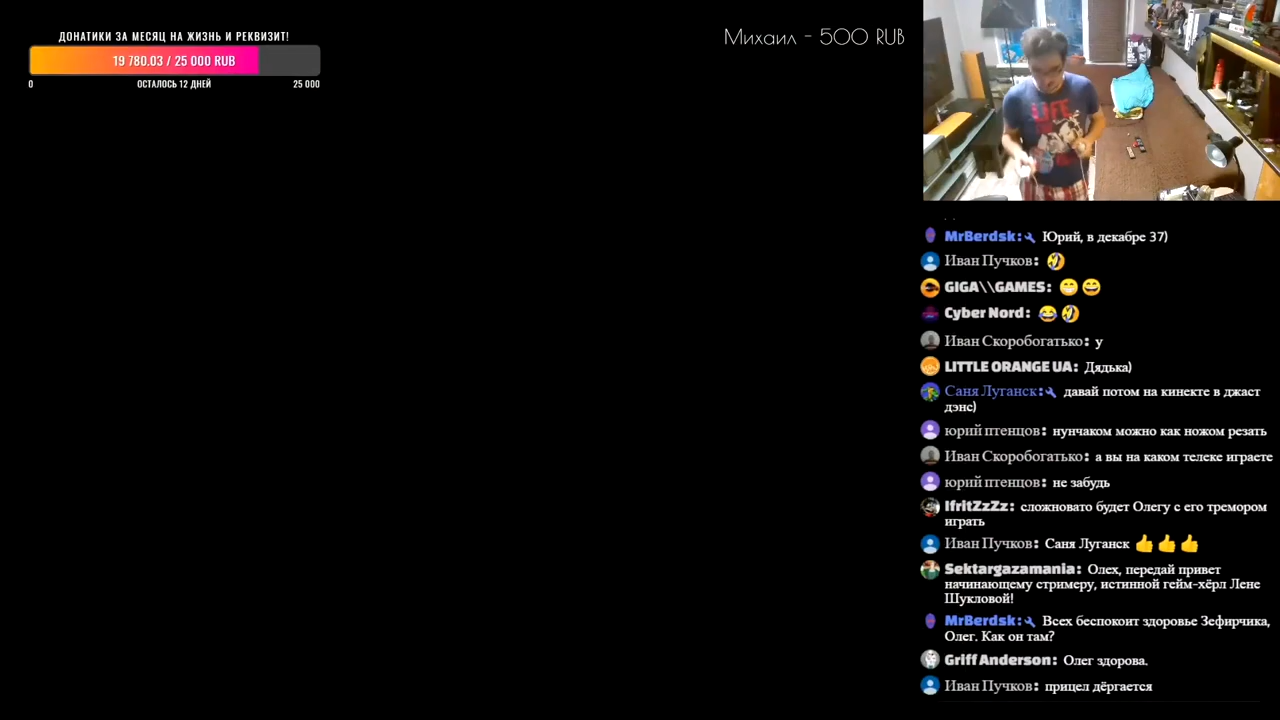 ДОНАТИКИ ЗА МЕСЯЦ НА ЖИЗНЬ И РЕКВИЗИТ!
19 780.03 / 25 000 RUB
0 ОСТАЛОСЬ 12 ДНЕЙ 25 000
Михаил - 500 RUB
LIFE
MrBerdsk: Юрий, в декабре 37)
Иван Пучков: 🤣
GIGA\\GAMES: 😁😄
Cyber Nord: 😂🤣
Иван Скоробогатько: у
LITTLE ORANGE UA: Дядька)
Саня Луганск: давай потом на кинекте в джаст
дэнс)
юрий птенцов: нунчаком можно как ножом резать
Иван Скоробогатько: а вы на каком телеке играете
юрий птенцов: не забудь
IfritZzZz: сложновато будет Олегу с его тремором
играть
Иван Пучков: Саня Луганск 👍👍👍
Sektargazamania: Олех, передай привет
начинающему стримеру, истинной гейм-хёрл Лене
Шукловой!
MrBerdsk: Всех беспокоит здоровье Зефирчика,
Олег. Как он там?
Griff Anderson: Олег здорова.
Иван Пучков: прицел дёргается